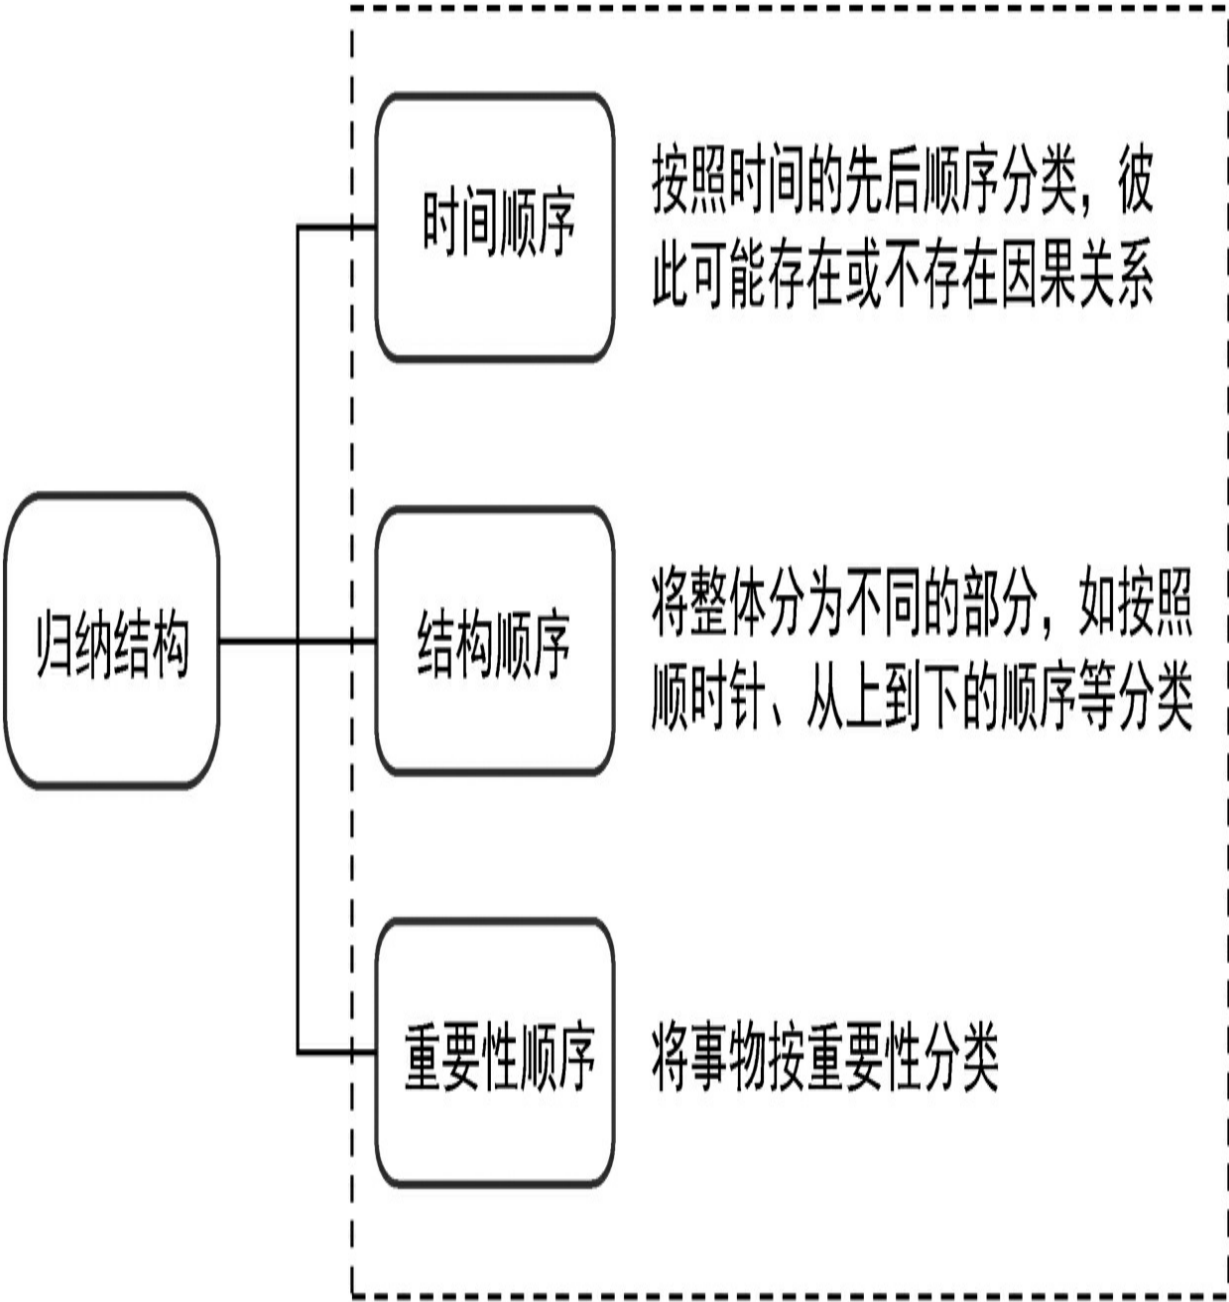 时间顺序
按照时间的先后顺序分类，彼
此可能存在或不存在因果关系
归纳结构
结构顺序
将整体分为不同的部分，如按照
顺时针、从上到下的顺序等分类
重要性顺序
将事物按重要性分类